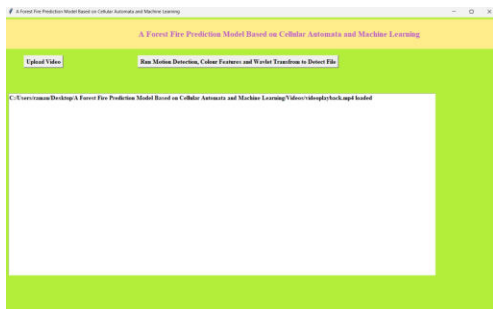 A Forest Fire Prediction Model Based on Cellular Automata and Machine Learning
A Forest Fire Prediction Model Based on Cellular Automata and Machine Learning
Upload Video
Run Motion Detection, Colour Features and Wavlet Transfrom to Detect File
C:/Users/raman/Desktop/A Forest Fire Prediction Model Based on Cellular Automata and Machine Learning/Videos/videoplayback.mp4 loaded